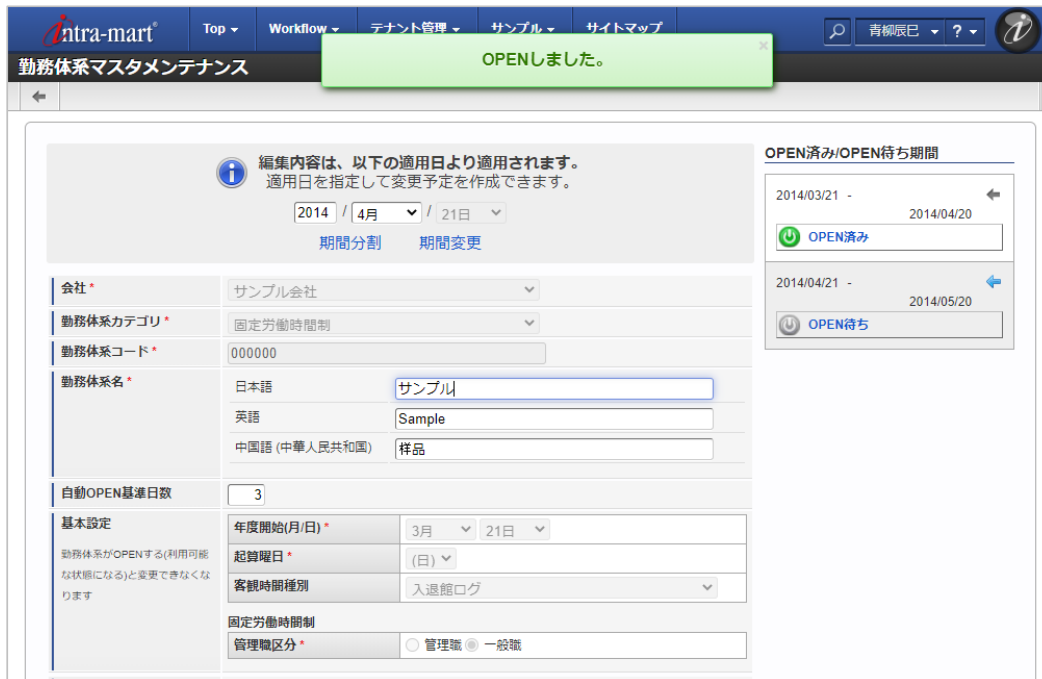 intra-mart®
Top
Workflow
テナント管理
サンプル
サイトマップ
青柳辰巳
?
OPENしました。
×
勤務体系マスタメンテナンス
編集内容は、以下の適用日より適用されます。
適用日を指定して変更予定を作成できます。
2014 / 4月 / 21日
期間分割 期間変更
OPEN済み/OPEN待ち期間
2014/03/21 -
2014/04/20
OPEN済み
2014/04/21 -
2014/05/20
OPEN待ち
会社 * サンプル会社
勤務体系カテゴリ * 固定労働時間制
勤務体系コード * 000000
勤務体系名 *
日本語 サンプル
英語 Sample
中国語 (中華人民共和国) 样品
自動OPEN基準日数 3
基本設定
勤務体系がOPENする(利用可能
な状態になる)と変更できなくな
ります
年度開始(月/日) * 3月 21日
起算曜日 * (日)
客観時間種別 入退館ログ
固定労働時間制
管理職区分 * 管理職 一般職